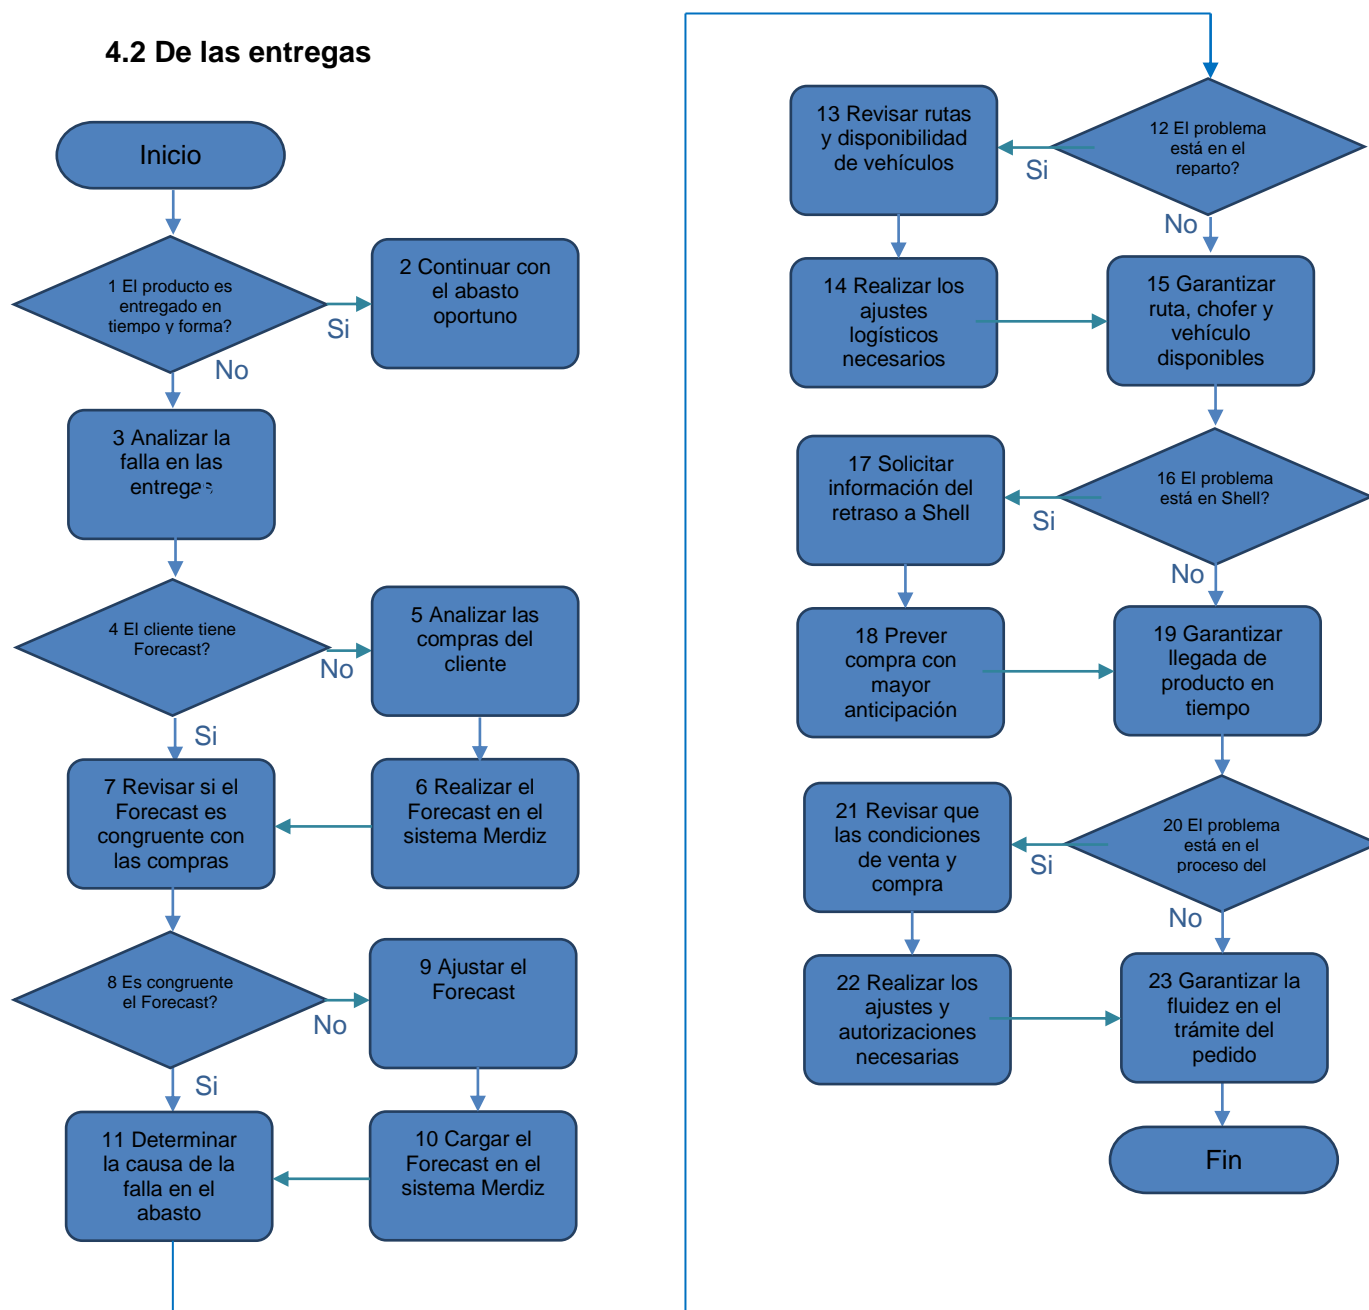 4.2 De las entregas
Inicio
1 El producto es
entregado en
tiempo y forma?
Si
No
2 Continuar con
el abasto
oportuno
3 Analizar la
falla en las
entregas
4 El cliente tiene
Forecast?
No
Si
5 Analizar las
compras del
cliente
6 Realizar el
Forecast en el
sistema Merdiz
7 Revisar si el
Forecast es
congruente con
las compras
8 Es congruente
el Forecast?
No
Si
9 Ajustar el
Forecast
10 Cargar el
Forecast en el
sistema Merdiz
11 Determinar
la causa de la
falla en el
abasto
12 El problema
está en el
reparto?
Si
No
13 Revisar rutas
y disponibilidad
de vehículos
14 Realizar los
ajustes
logísticos
necesarios
15 Garantizar
ruta, chofer y
vehículo
disponibles
16 El problema
está en Shell?
Si
No
17 Solicitar
información del
retraso a Shell
18 Prever
compra con
mayor
anticipación
19 Garantizar
llegada de
producto en
tiempo
20 El problema
está en el
proceso del
Si
No
21 Revisar que
las condiciones
de venta y
compra
22 Realizar los
ajustes y
autorizaciones
necesarias
23 Garantizar la
fluidez en el
trámite del
pedido
Fin